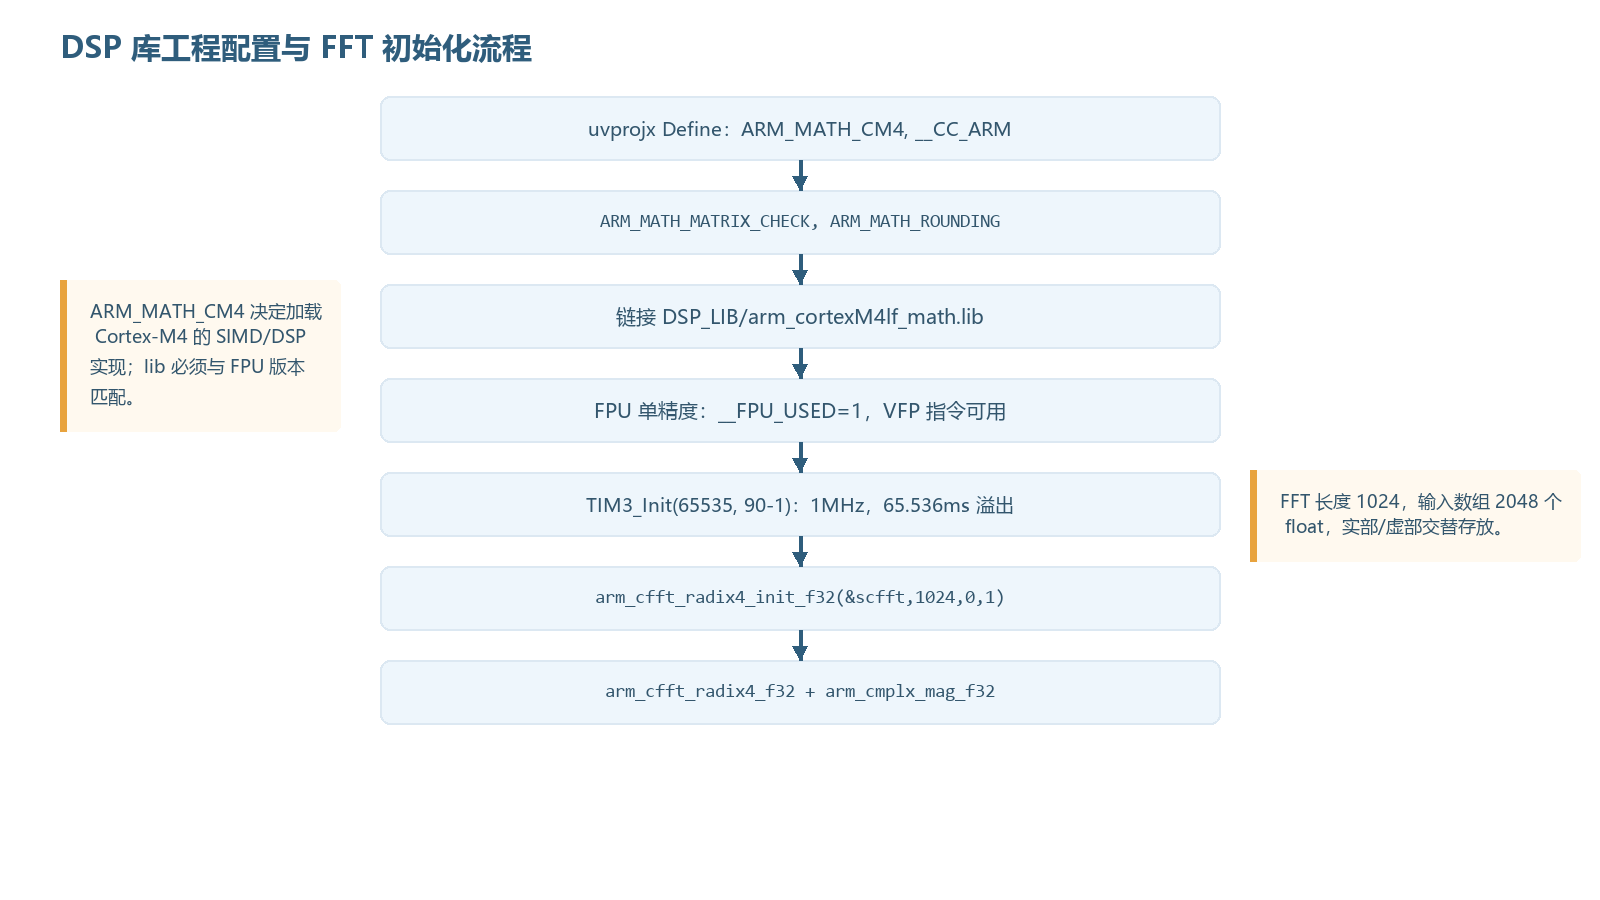 DSP 库工程配置与 FFT 初始化流程
uvprojx Define：ARM_MATH_CM4, __CC_ARM
ARM_MATH_MATRIX_CHECK, ARM_MATH_ROUNDING
链接 DSP_LIB/arm_cortexM4lf_math.lib
ARM_MATH_CM4 决定加载
Cortex-M4 的 SIMD/DSP
实现；lib 必须与 FPU 版本
匹配。
FPU 单精度：__FPU_USED=1，VFP 指令可用
TIM3_Init(65535, 90-1)：1MHz，65.536ms 溢出
FFT 长度 1024，输入数组 2048 个
float，实部/虚部交替存放。
arm_cfft_radix4_init_f32(&scfft,1024,0,1)
arm_cfft_radix4_f32 + arm_cmplx_mag_f32